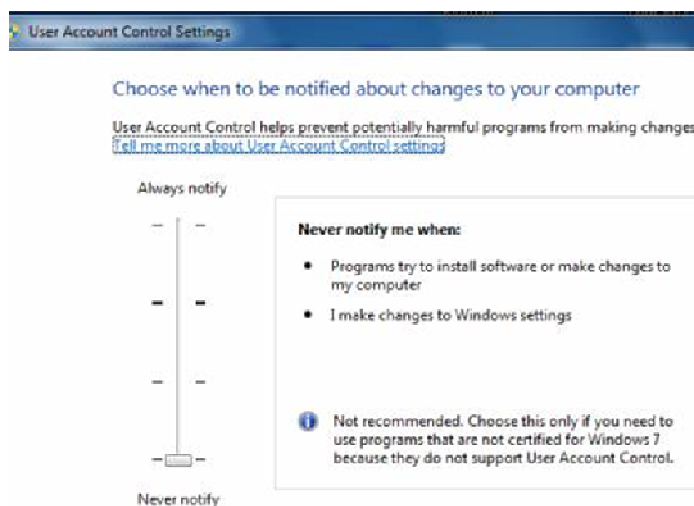 User Account Control Settings
Choose when to be notified about changes to your computer
User Account Control helps prevent potentially harmful programs from making changes
Tell me more about User Account Control settings
Always notify
Never notify me when:
• Programs try to install software or make changes to
my computer
• I make changes to Windows settings
Not recommended. Choose this only if you need to
use programs that are not certified for Windows 7
because they do not support User Account Control.
Never notify